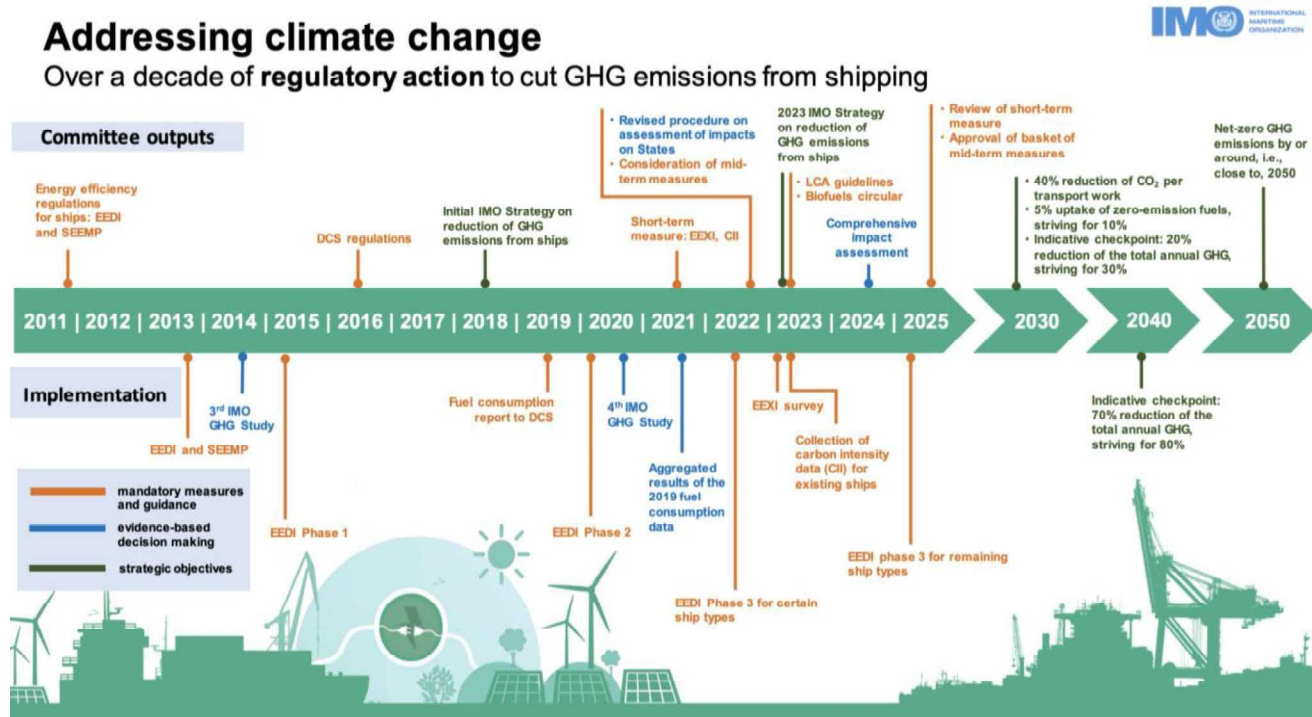 IMO
INTERNATIONAL
MARITIME
ORGANIZATION
Addressing climate change
Over a decade of regulatory action to cut GHG emissions from shipping
Committee outputs
Energy efficiency
regulations
for ships: EEDI
and SEEMP
DCS regulations
Initial IMO Strategy on
reduction of GHG
emissions from ships
• Revised procedure on
assessment of impacts
on States
• Consideration of mid-
term measures
Short-term
measure: EEXI, CII
2023 IMO Strategy
on reduction of
GHG emissions
from ships
• LCA guidelines
• Biofuels circular
Comprehensive
impact
assessment
• Review of short-term
measure
• Approval of basket of
mid-term measures
• 40% reduction of CO₂ per
transport work
• 5% uptake of zero-emission fuels,
striving for 10%
• Indicative checkpoint: 20%
reduction of the total annual GHG,
striving for 30%
Net-zero GHG
emissions by or
around, i.e.,
close to, 2050
2011 | 2012 | 2013 | 2014 | 2015 | 2016 | 2017 | 2018 | 2019 | 2020 | 2021 | 2022 | 2023 | 2024 | 2025
2030
2040
2050
Implementation
EEDI and SEEMP
3rd IMO
GHG Study
EEDI Phase 1
Fuel consumption
report to DCS
EEDI Phase 2
4th IMO
GHG Study
Aggregated
results of the
2019 fuel
consumption
data
EEDI Phase 3 for certain
ship types
EEXI survey
Collection of
carbon intensity
data (CII) for
existing ships
EEDI phase 3 for remaining
ship types
Indicative checkpoint:
70% reduction of the
total annual GHG,
striving for 80%
mandatory measures
and guidance
evidence-based
decision making
strategic objectives